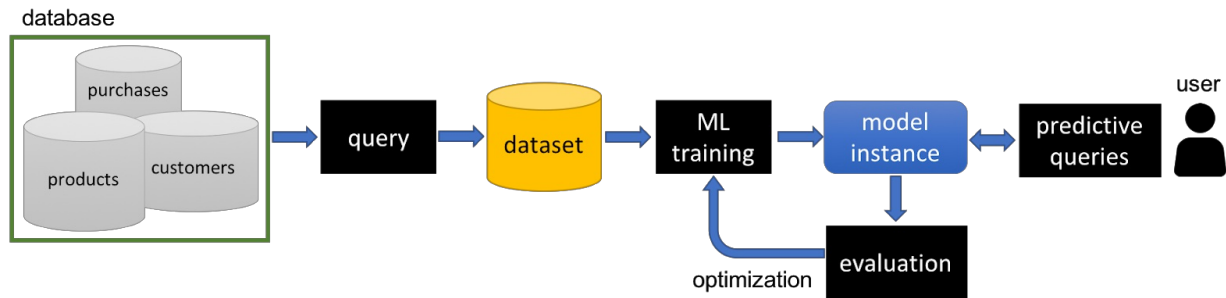 database
purchases
products
customers
query
dataset
ML
training
model
instance
predictive
queries
user
optimization
evaluation